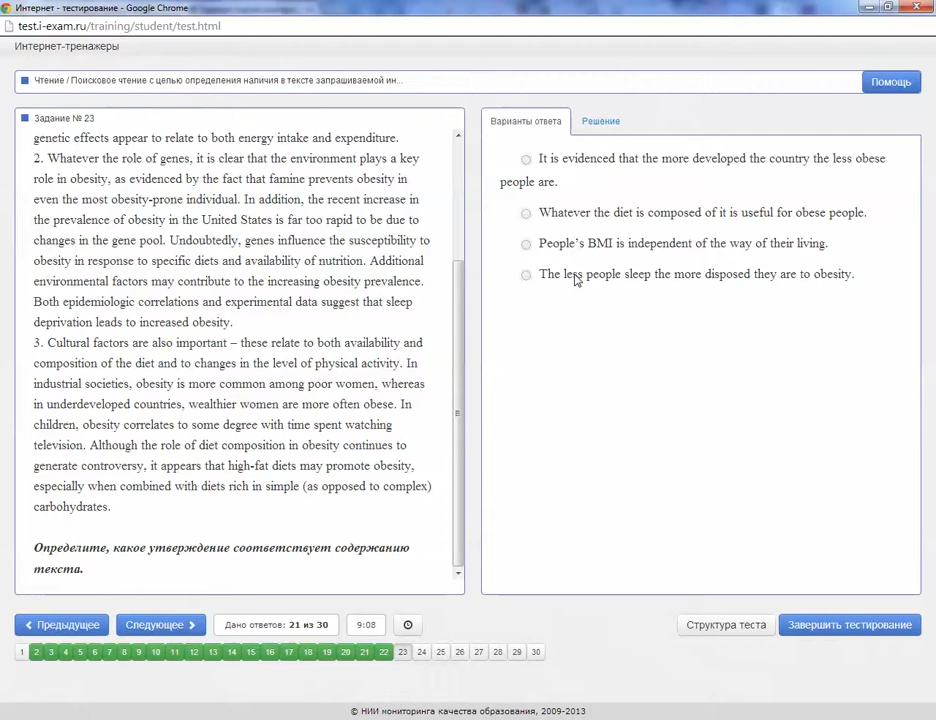 Интернет - тестирование - Google Chrome
test.i-exam.ru/training/student/test.html
Интернет-тренажеры
Чтение / Поисковое чтение с целью определения наличия в тексте запрашиваемой ин...
Помощь
Задание № 23
genetic effects appear to relate to both energy intake and expenditure.
2. Whatever the role of genes, it is clear that the environment plays a key
role in obesity, as evidenced by the fact that famine prevents obesity in
even the most obesity-prone individual. In addition, the recent increase in
the prevalence of obesity in the United States is far too rapid to be due to
changes in the gene pool. Undoubtedly, genes influence the susceptibility to
obesity in response to specific diets and availability of nutrition. Additional
environmental factors may contribute to the increasing obesity prevalence.
Both epidemiologic correlations and experimental data suggest that sleep
deprivation leads to increased obesity.
3. Cultural factors are also important – these relate to both availability and
composition of the diet and to changes in the level of physical activity. In
industrial societies, obesity is more common among poor women, whereas
in underdeveloped countries, wealthier women are more often obese. In
children, obesity correlates to some degree with time spent watching
television. Although the role of diet composition in obesity continues to
generate controversy, it appears that high-fat diets may promote obesity,
especially when combined with diets rich in simple (as opposed to complex)
carbohydrates.
Определите, какое утверждение соответствует содержанию
текста.
Варианты ответа
Решение
It is evidenced that the more developed the country the less obese
people are.
Whatever the diet is composed of it is useful for obese people.
People’s BMI is independent of the way of their living.
The less people sleep the more disposed they are to obesity.
Предыдущее
Следующее
Дано ответов: 21 из 30
9:08
Структура теста
Завершить тестирование
1 2 3 4 5 6 7 8 9 10 11 12 13 14 15 16 17 18 19 20 21 22 23 24 25 26 27 28 29 30
© НИИ мониторинга качества образования, 2009-2013